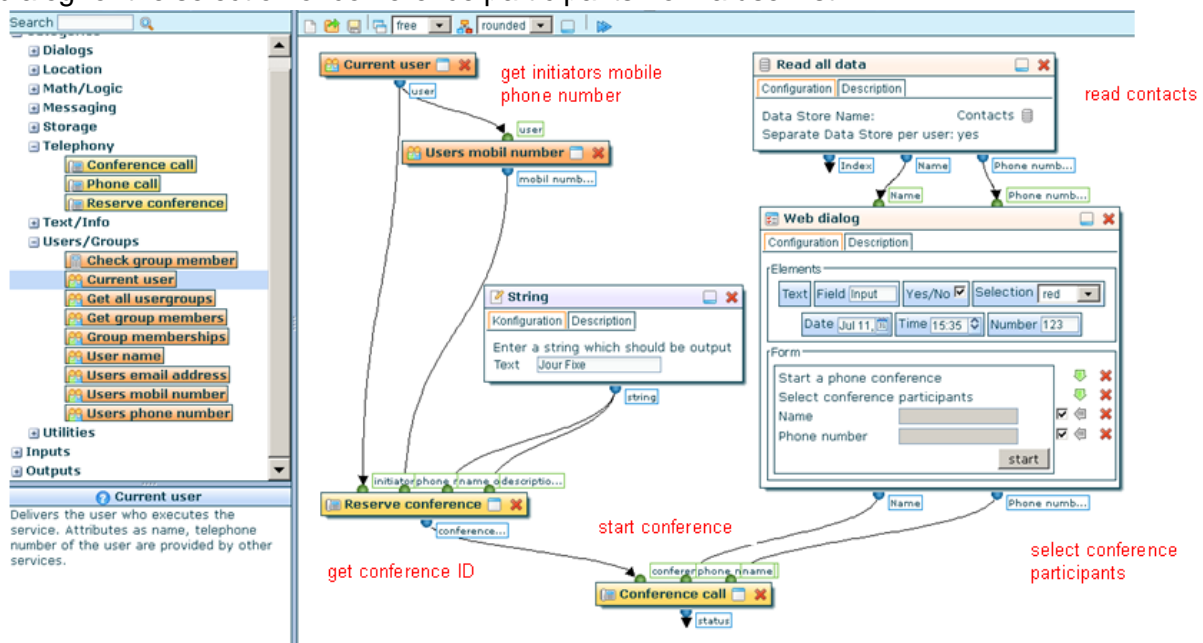 Search
free
rounded
Dialogs
Location
Math/Logic
Messaging
Storage
Telephony
Conference call
Phone call
Reserve conference
Text/Info
Users/Groups
Check group member
Current user
Get all usergroups
Get group members
Group memberships
User name
Users email address
Users mobil number
Users phone number
Utilities
Inputs
Outputs
Current user
Delivers the user who executes the
service. Attributes as name, telephone
number of the user are provided by other
services.
Current user
user
get initiators mobile
phone number
user
Users mobil number
mobil numb...
Read all data
Configuration Description
Data Store Name: Contacts
Separate Data Store per user: yes
Index Name Phone numb...
read contacts
Name Phone numb...
Web dialog
Configuration Description
Elements
Text Field Input Yes/No Selection red
Date Jul 11, Time 15:35 Number 123
Form
Start a phone conference
Select conference participants
Name
Phone number
start
Name Phone numb...
String
Konfiguration Description
Enter a string which should be output
Text Jour Fixe
string
initiator phone n name o descriptio...
Reserve conference
conference...
get conference ID
start conference
select conference
participants
conferen phone n name
Conference call
status